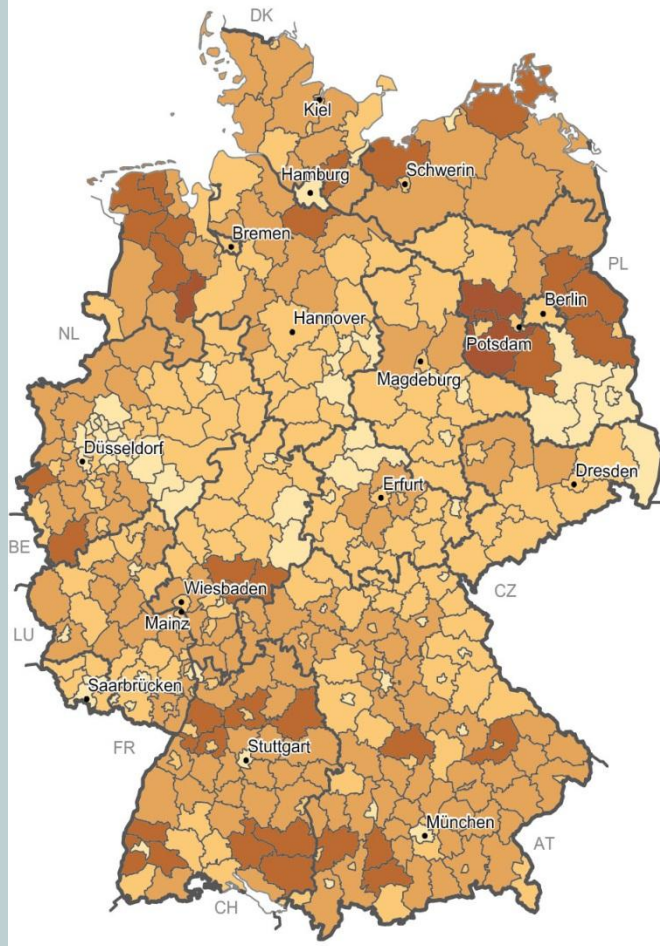 DK
Kiel
Hamburg
Schwerin
Bremen
PL
Berlin
Hannover
NL
Potsdam
Magdeburg
Düsseldorf
Dresden
Erfurt
BE
Wiesbaden
CZ
LU
Mainz
Saarbrücken
FR
Stuttgart
München
AT
CH